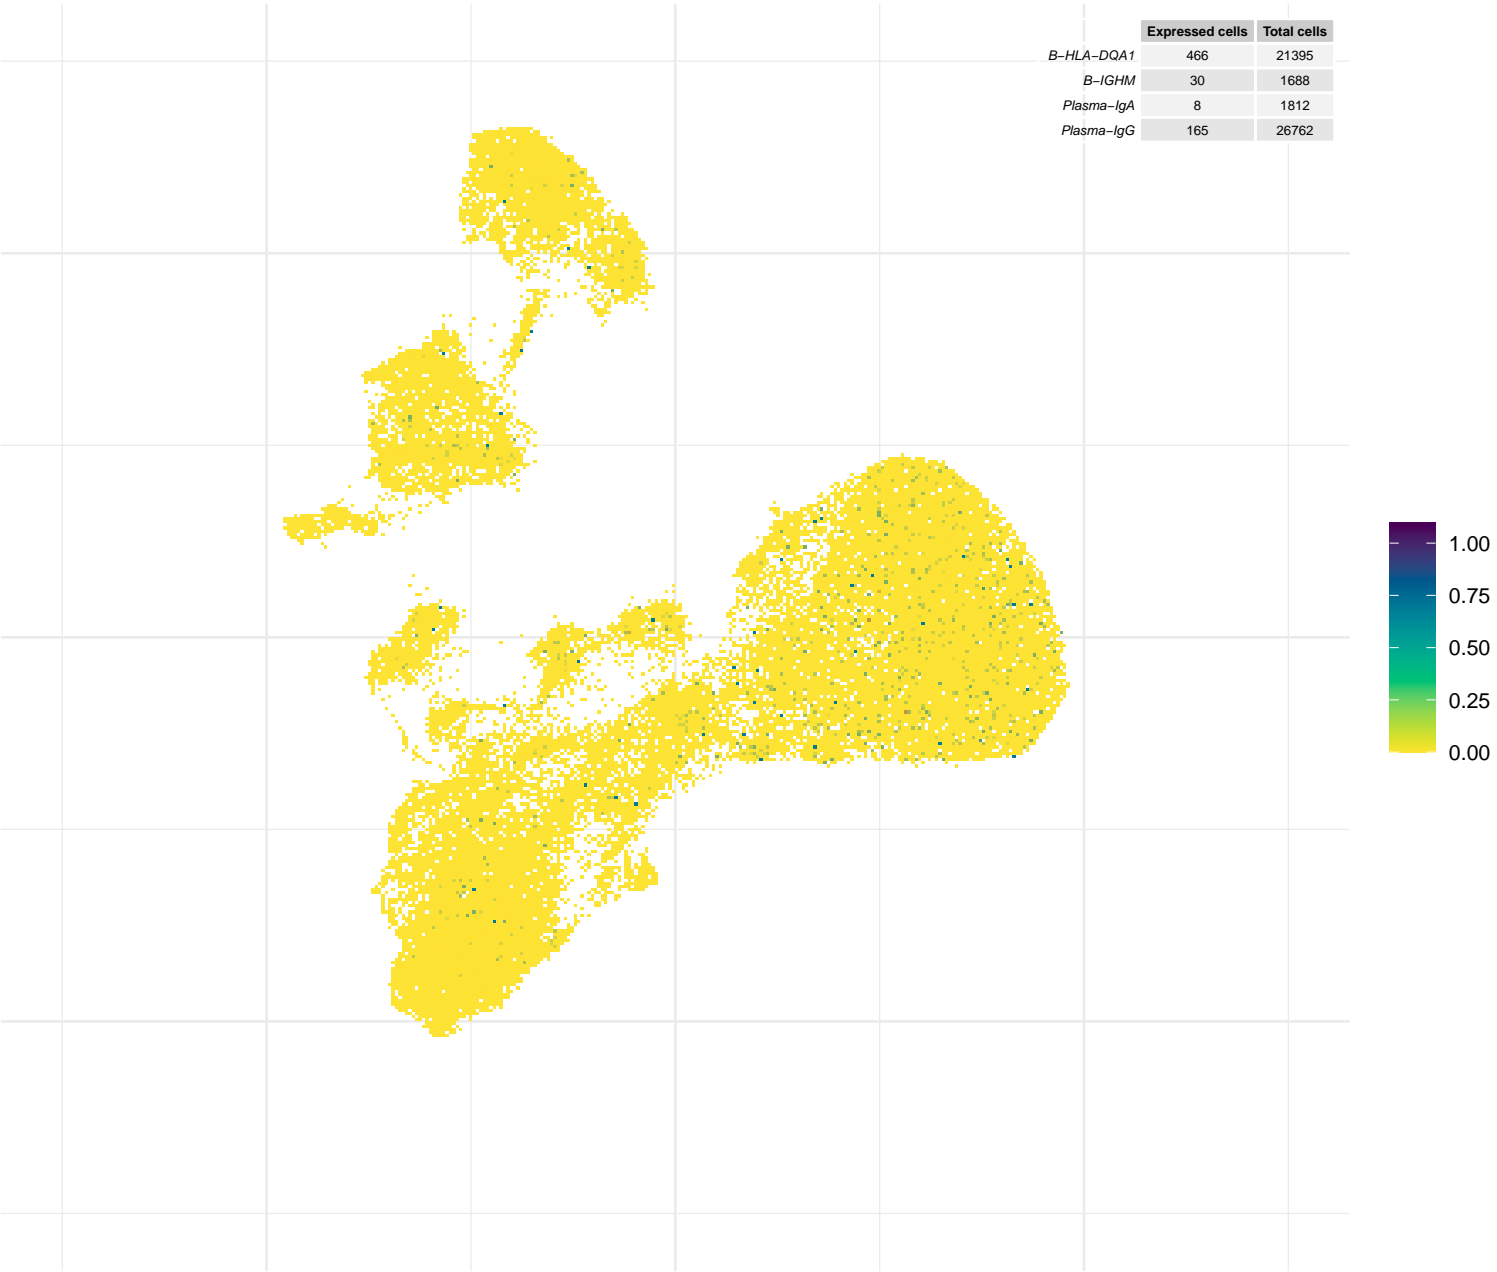 Expressed cells Total cells
B−HLA−DQA1 466 21395
B−IGHM 30 1688
Plasma−IgA 8 1812
Plasma−IgG 165 26762
1.00
0.75
0.50
0.25
0.00